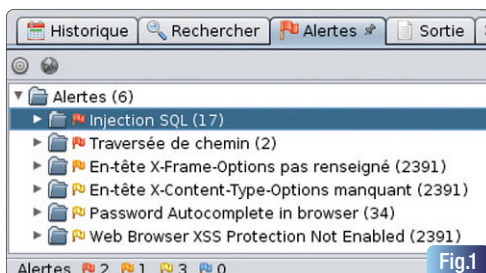 Historique Rechercher Alertes Sortie
Alertes (6)
Injection SQL (17)
Traversée de chemin (2)
En-tête X-Frame-Options pas renseigné (2391)
En-tête X-Content-Type-Options manquant (2391)
Password Autocomplete in browser (34)
Web Browser XSS Protection Not Enabled (2391)
Alertes 2 1 3 0
Fig.1